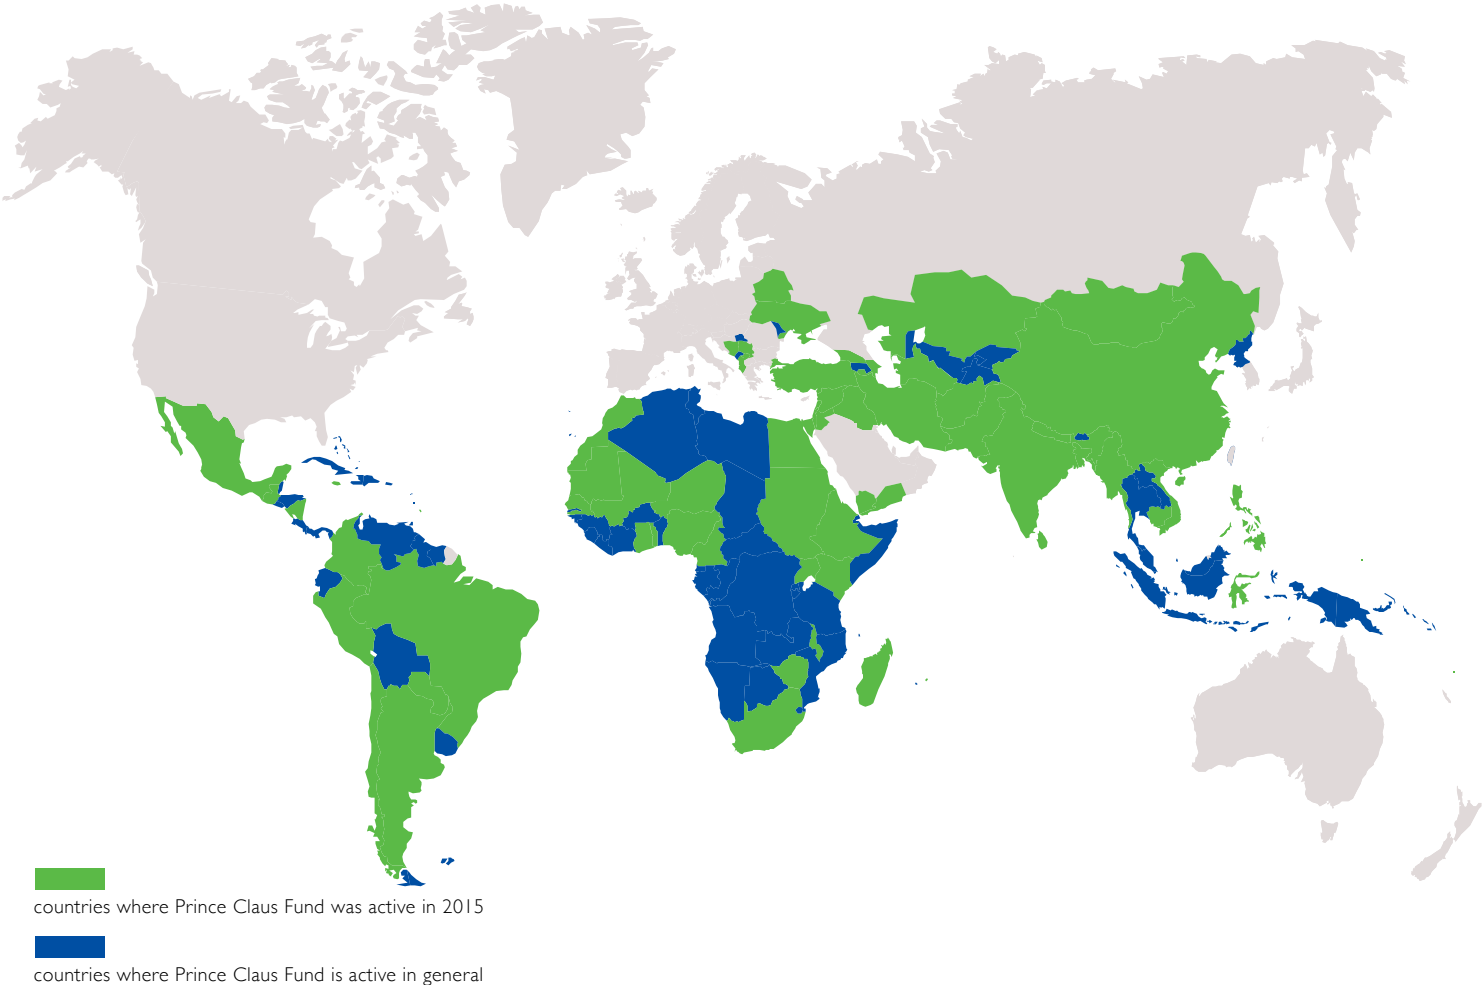 countries where Prince Claus Fund was active in 2015
countries where Prince Claus Fund is active in general